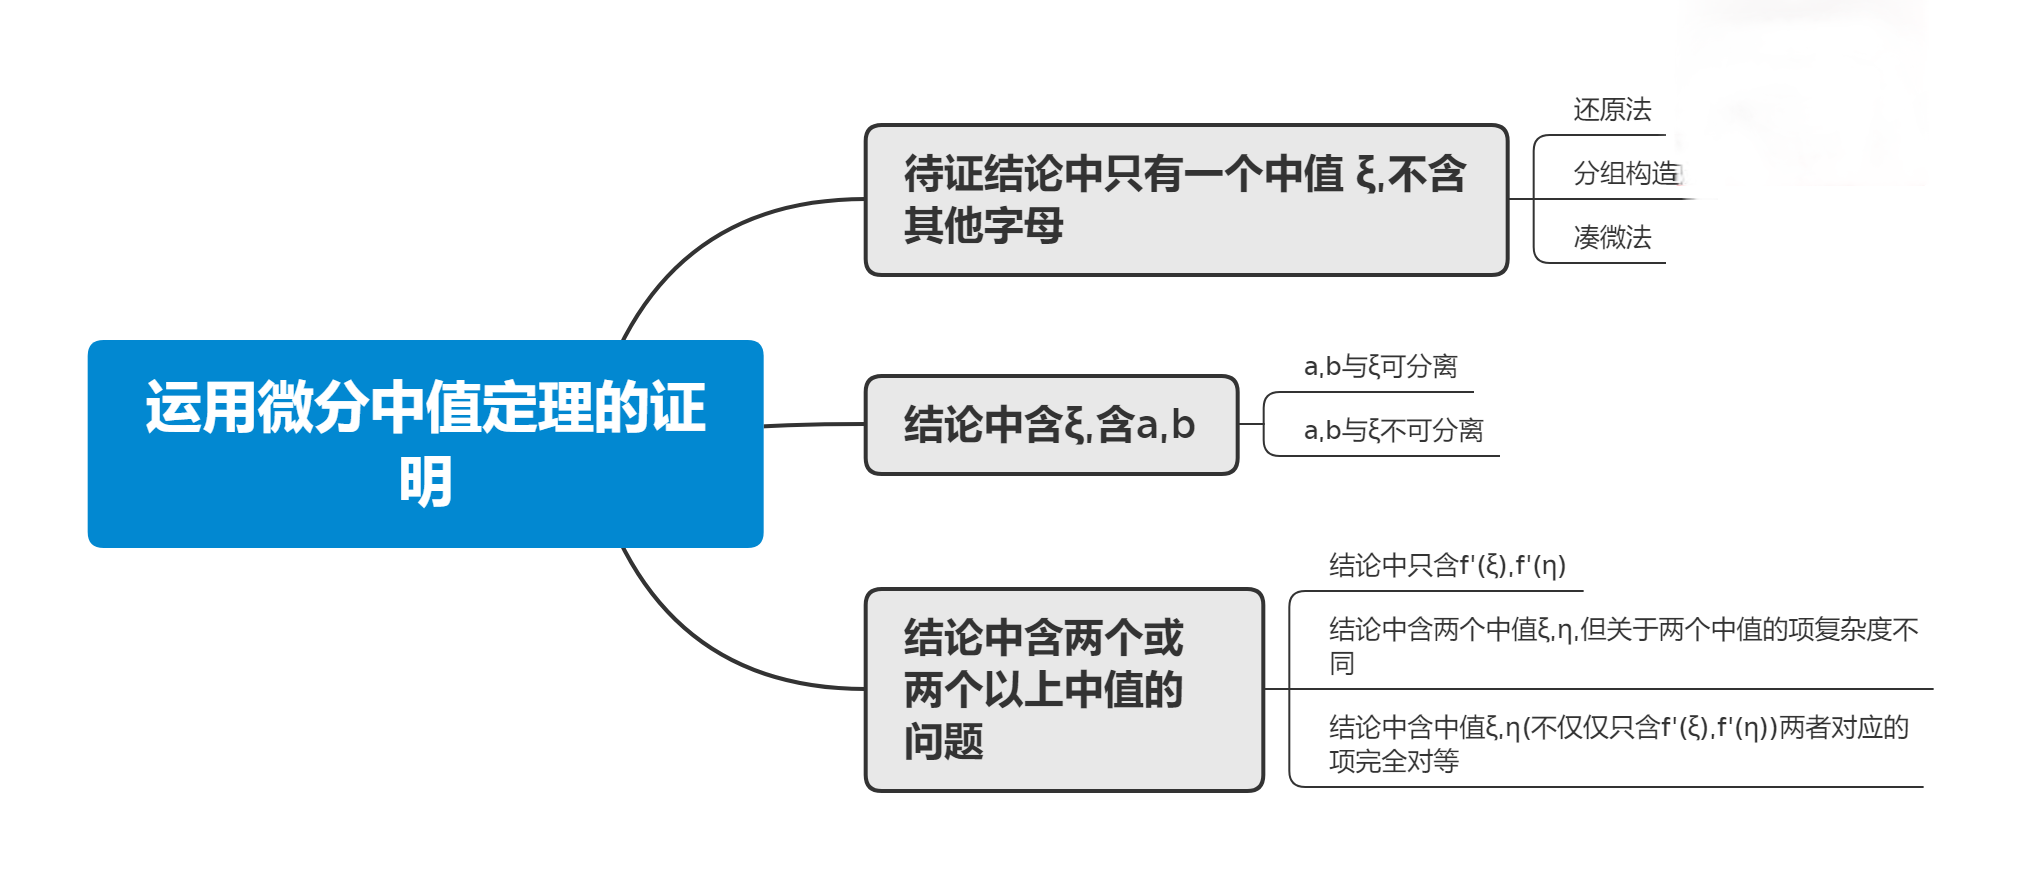 运用微分中值定理的证
明
待证结论中只有一个中值 ξ,不含
其他字母
还原法
分组构造
凑微法
结论中含ξ,含a,b
a,b与ξ可分离
a,b与ξ不可分离
结论中含两个或
两个以上中值的
问题
结论中只含f'(ξ),f'(η)
结论中含两个中值ξ,η,但关于两个中值的项复杂度不
同
结论中含中值ξ,η(不仅仅只含f'(ξ),f'(η))两者对应的
项完全对等